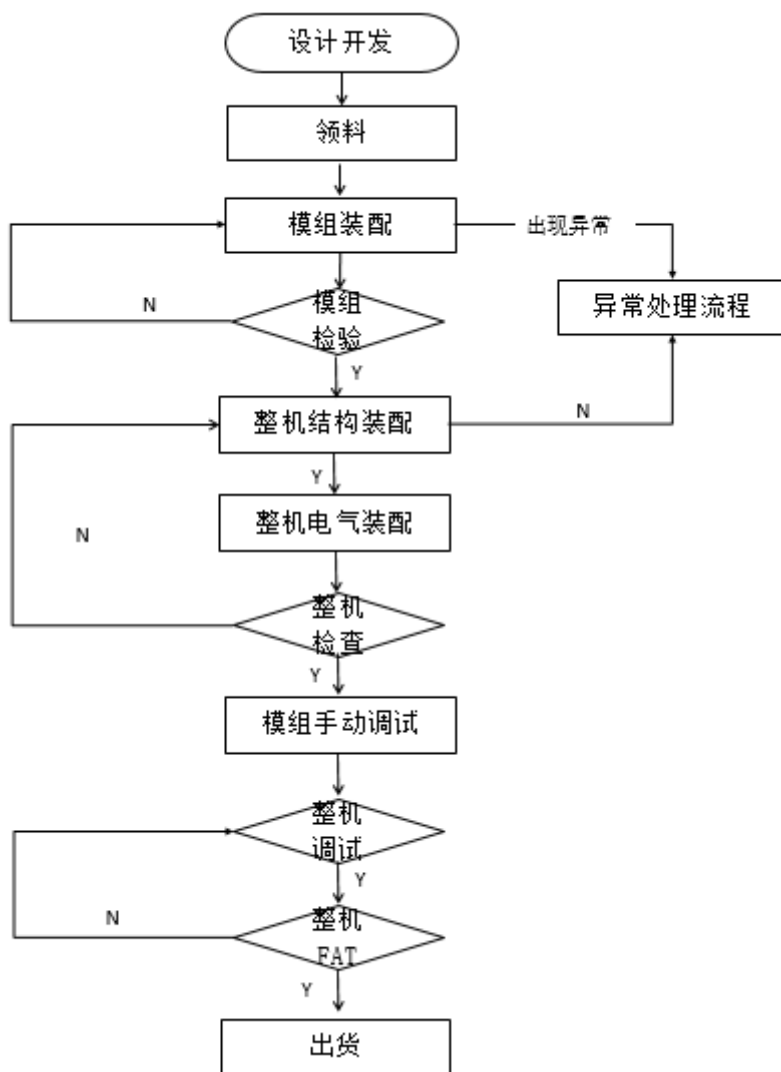 设计开发
领料
模组装配
出现异常
异常处理流程
模组
检验
N
Y
整机结构装配
N
Y
整机电气装配
N
整机
检查
Y
模组手动调试
整机
调试
Y
N
整机
FAT
Y
出货